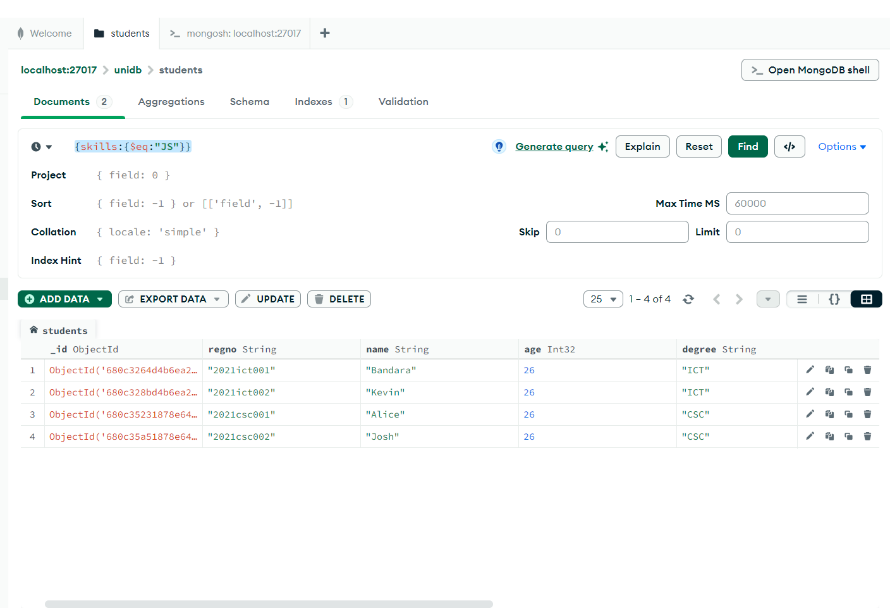 Welcome students mongosh: localhost:27017
localhost:27017 unidb students >_ Open MongoDB shell
Documents 2 Aggregations Schema Indexes 1 Validation
{skills:{$eq:"JS"}} Generate query Explain Reset Find </> Options
Project { field: 0 }
Sort { field: -1 } or [['field', -1]] Max Time MS 60000
Collation { locale: 'simple' } Skip 0 Limit 0
Index Hint { field: -1 }
ADD DATA EXPORT DATA UPDATE DELETE 25 1 – 4 of 4 {}
students
_id ObjectId regno String name String age Int32 degree String
1 ObjectId('680c3264d4b6ea2… "2021ict001" "Bandara" 26 "ICT"
2 ObjectId('680c328bd4b6ea2… "2021ict002" "Kevin" 26 "ICT"
3 ObjectId('680c35231878e64… "2021csc001" "Alice" 26 "CSC"
4 ObjectId('680c35a51878e64… "2021csc002" "Josh" 26 "CSC"